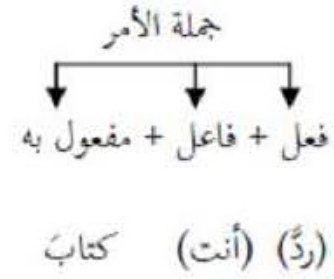 جملة الأمر
فعل + فاعل + مفعول به
(ردَّ) (أنت) كتابَ